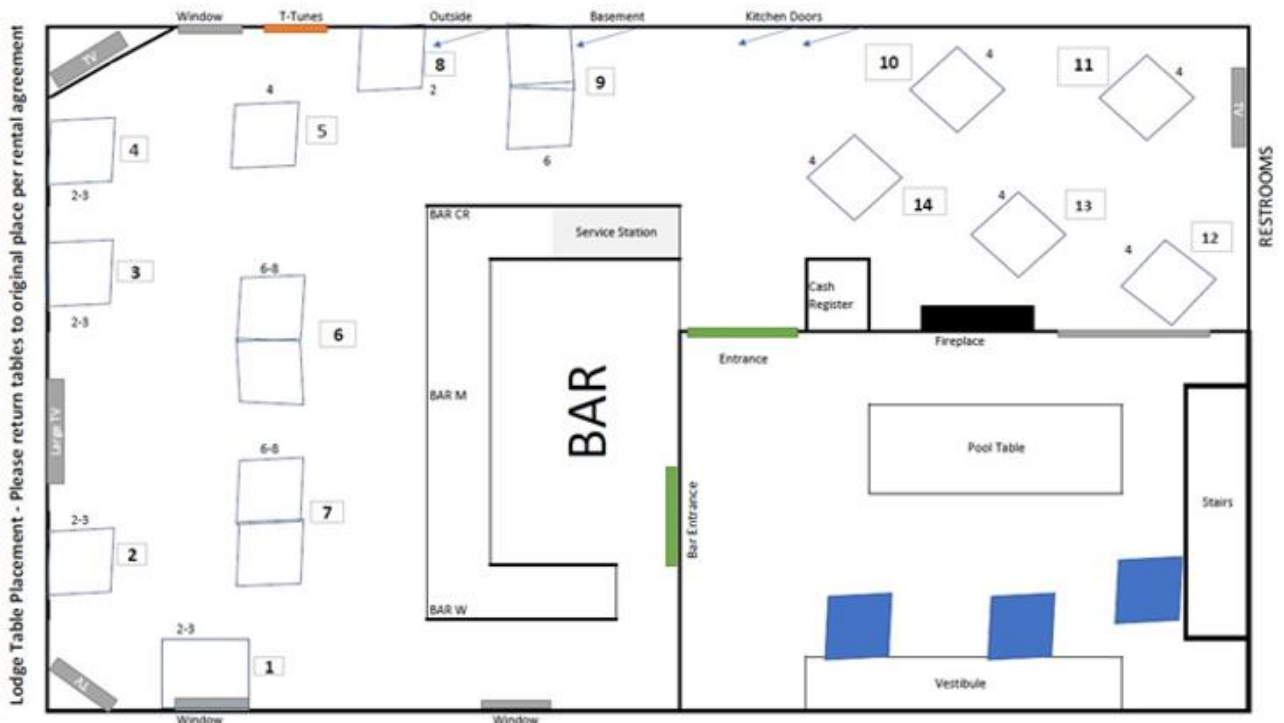 Lodge Table Placement - Please return tables to original place per rental agreement
Window
T-Tunes
Outside
Basement
Kitchen Doors
TV
8
2
9
6
10
4
11
4
TV
RESTROOMS
4
2-3
4
5
4
14
4
13
4
12
4
3
2-3
BAR CR
Service Station
6-8
6
Cash
Register
Fireplace
Entrance
Large TV
BAR M
BAR
Pool Table
6-8
7
Bar Entrance
Stairs
2-3
2
BAR W
2-3
1
TV
Vestibule
Window
Window